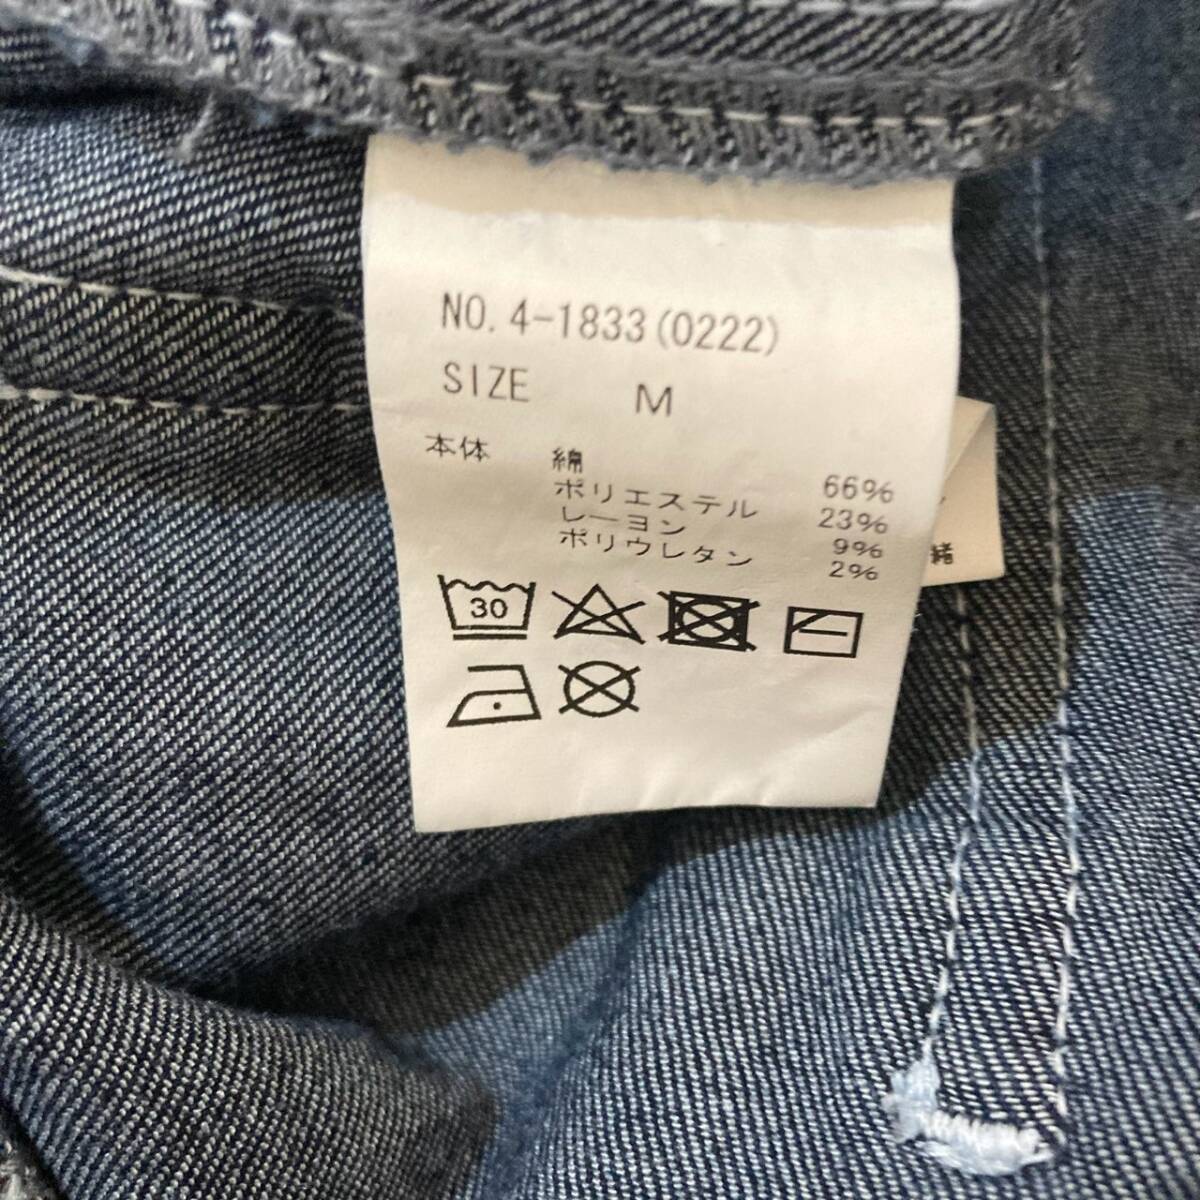 NO. 4-1833(0222)
SIZE M
本体 綿 66%
ポリエステル 23%
レーヨン 9%
ポリウレタン 2%
30
緒